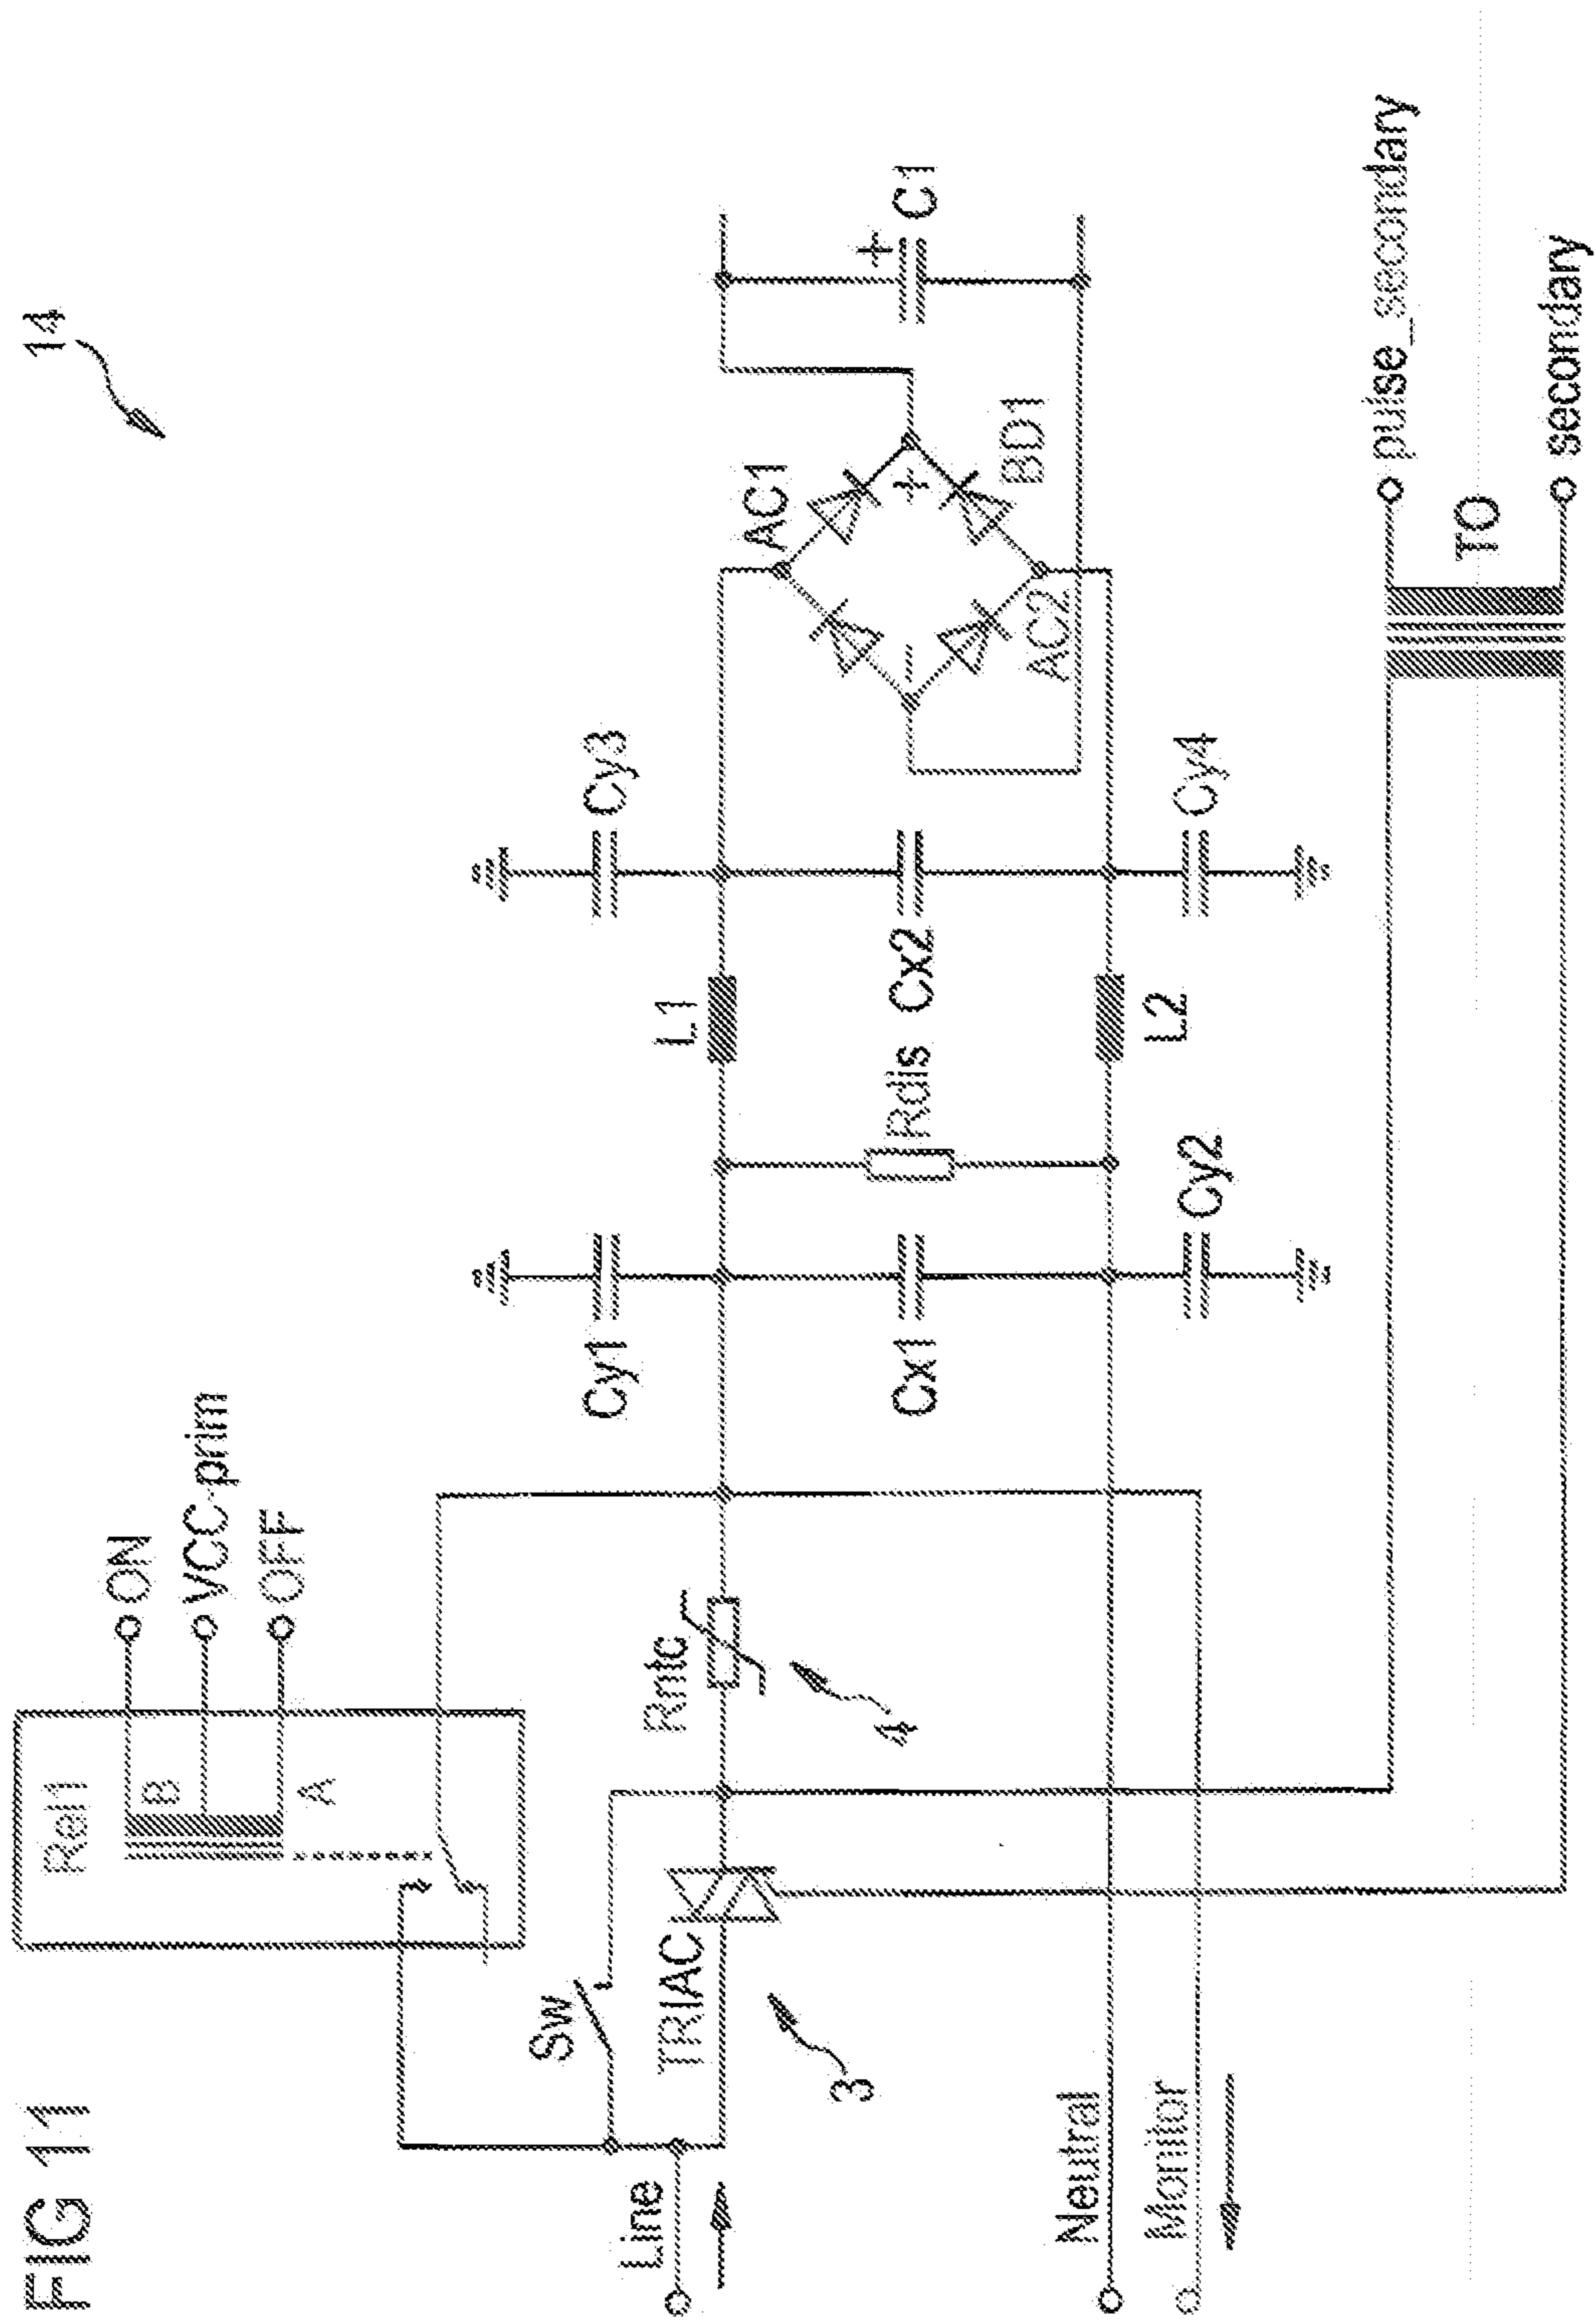 FIG 11
14
Rel1
B
A
ON
VCC-prim
OFF
Sw
TRIAC
3
Rntc
4
Line
Neutral
Monitor
Cy1
Cx1
Cy2
Rdis
L1
L2
Cy3
Cx2
Cy4
AC1
AC2
BD1
+
−
+
C1
TO
pulse_secondary
secondary